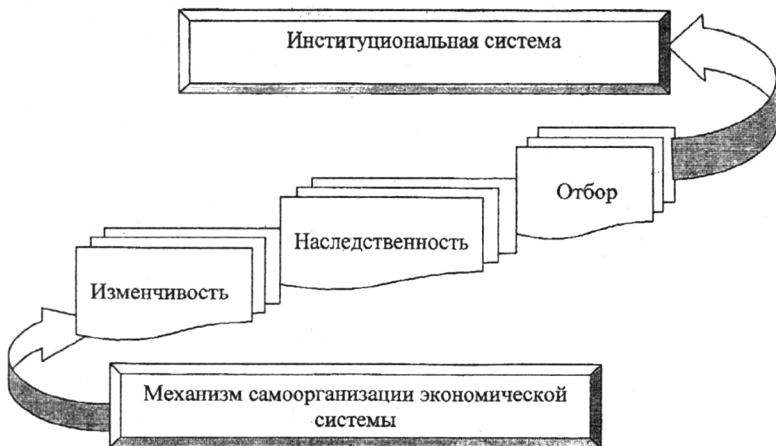 Институциональная система
Отбор
Наследственность
Изменчивость
Механизм самоорганизации экономической
системы